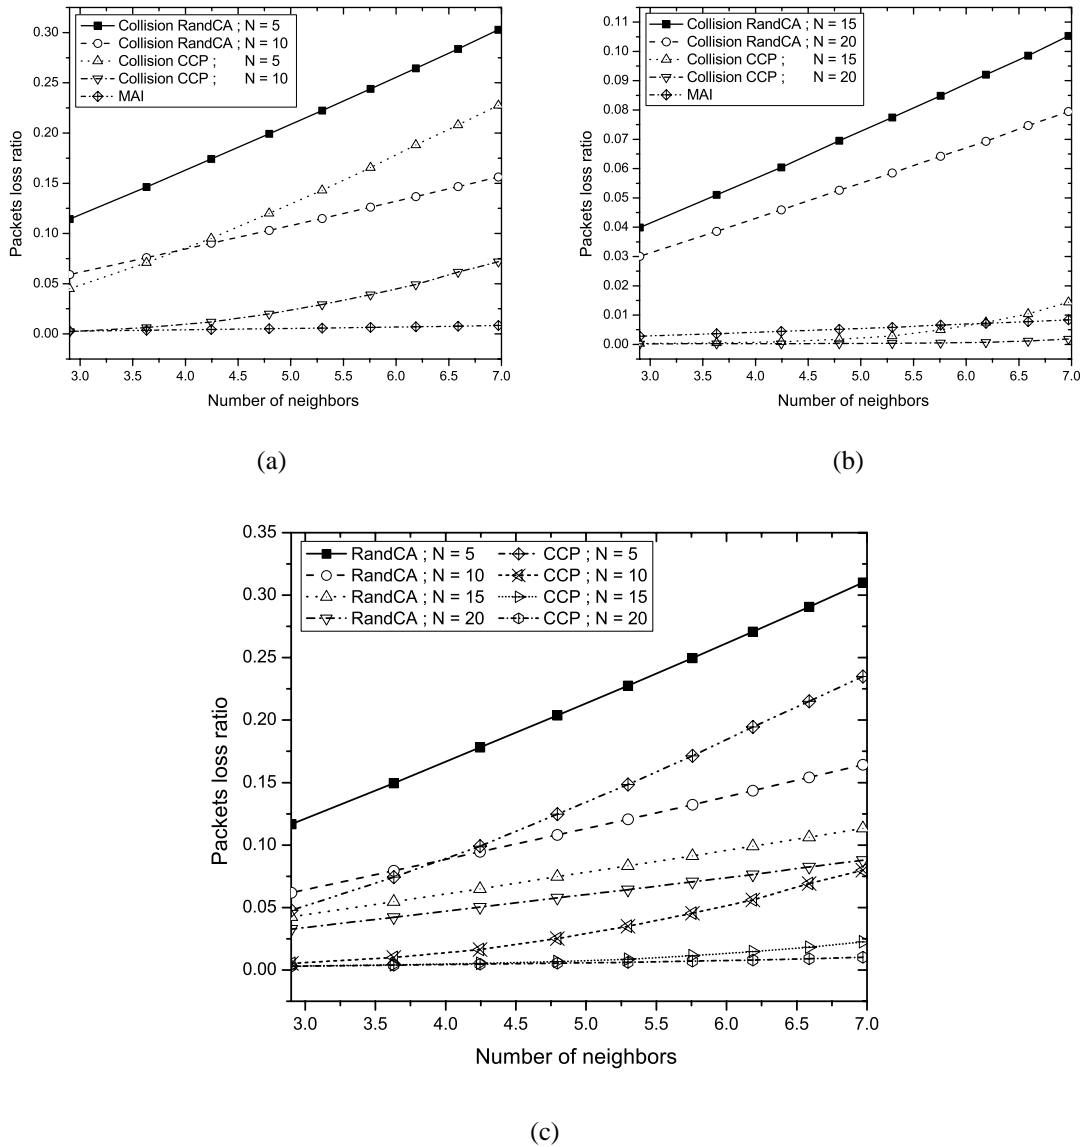 Collision RandCA ; N = 5
Collision RandCA ; N = 10
Collision CCP ; N = 5
Collision CCP ; N = 10
MAI
Packets loss ratio
0.30
0.25
0.20
0.15
0.10
0.05
0.00
3.0 3.5 4.0 4.5 5.0 5.5 6.0 6.5 7.0
Number of neighbors
(a)
Collision RandCA ; N = 15
Collision RandCA ; N = 20
Collision CCP ; N = 15
Collision CCP ; N = 20
MAI
Packets loss ratio
0.11
0.10
0.09
0.08
0.07
0.06
0.05
0.04
0.03
0.02
0.01
0.00
3.0 3.5 4.0 4.5 5.0 5.5 6.0 6.5 7.0
Number of neighbors
(b)
RandCA ; N = 5 CCP ; N = 5
RandCA ; N = 10 CCP ; N = 10
RandCA ; N = 15 CCP ; N = 15
RandCA ; N = 20 CCP ; N = 20
Packets loss ratio
0.35
0.30
0.25
0.20
0.15
0.10
0.05
0.00
3.0 3.5 4.0 4.5 5.0 5.5 6.0 6.5 7.0
Number of neighbors
(c)